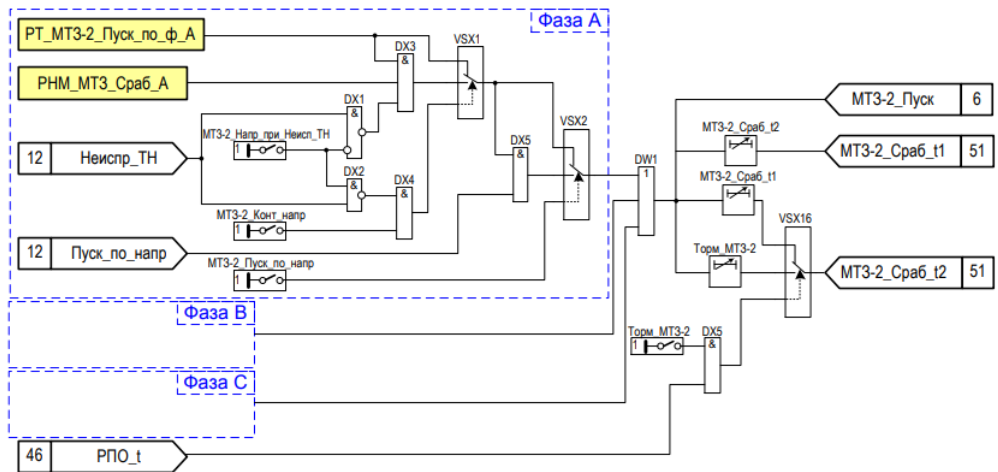 Фаза А
РТ_МТЗ-2_Пуск_по_ф_А
VSX1
DX3
&
РНМ_МТЗ_Сраб_А
DX1
&
VSX2
МТЗ-2_Пуск
6
МТЗ-2_Напр_при_Неисп_ТН
1
МТЗ-2_Сраб_t2
12
Неиспр_ТН
DX5
&
МТЗ-2_Сраб_t1
51
DX2
&
DX4
&
DW1
1
МТЗ-2_Сраб_t1
МТЗ-2_Конт_напр
1
VSX16
12
Пуск_по_напр
Торм_МТЗ-2
МТЗ-2_Пуск_по_напр
1
МТЗ-2_Сраб_t2
51
Фаза В
Торм_МТЗ-2
1
DX5
&
Фаза С
46
РПО_t